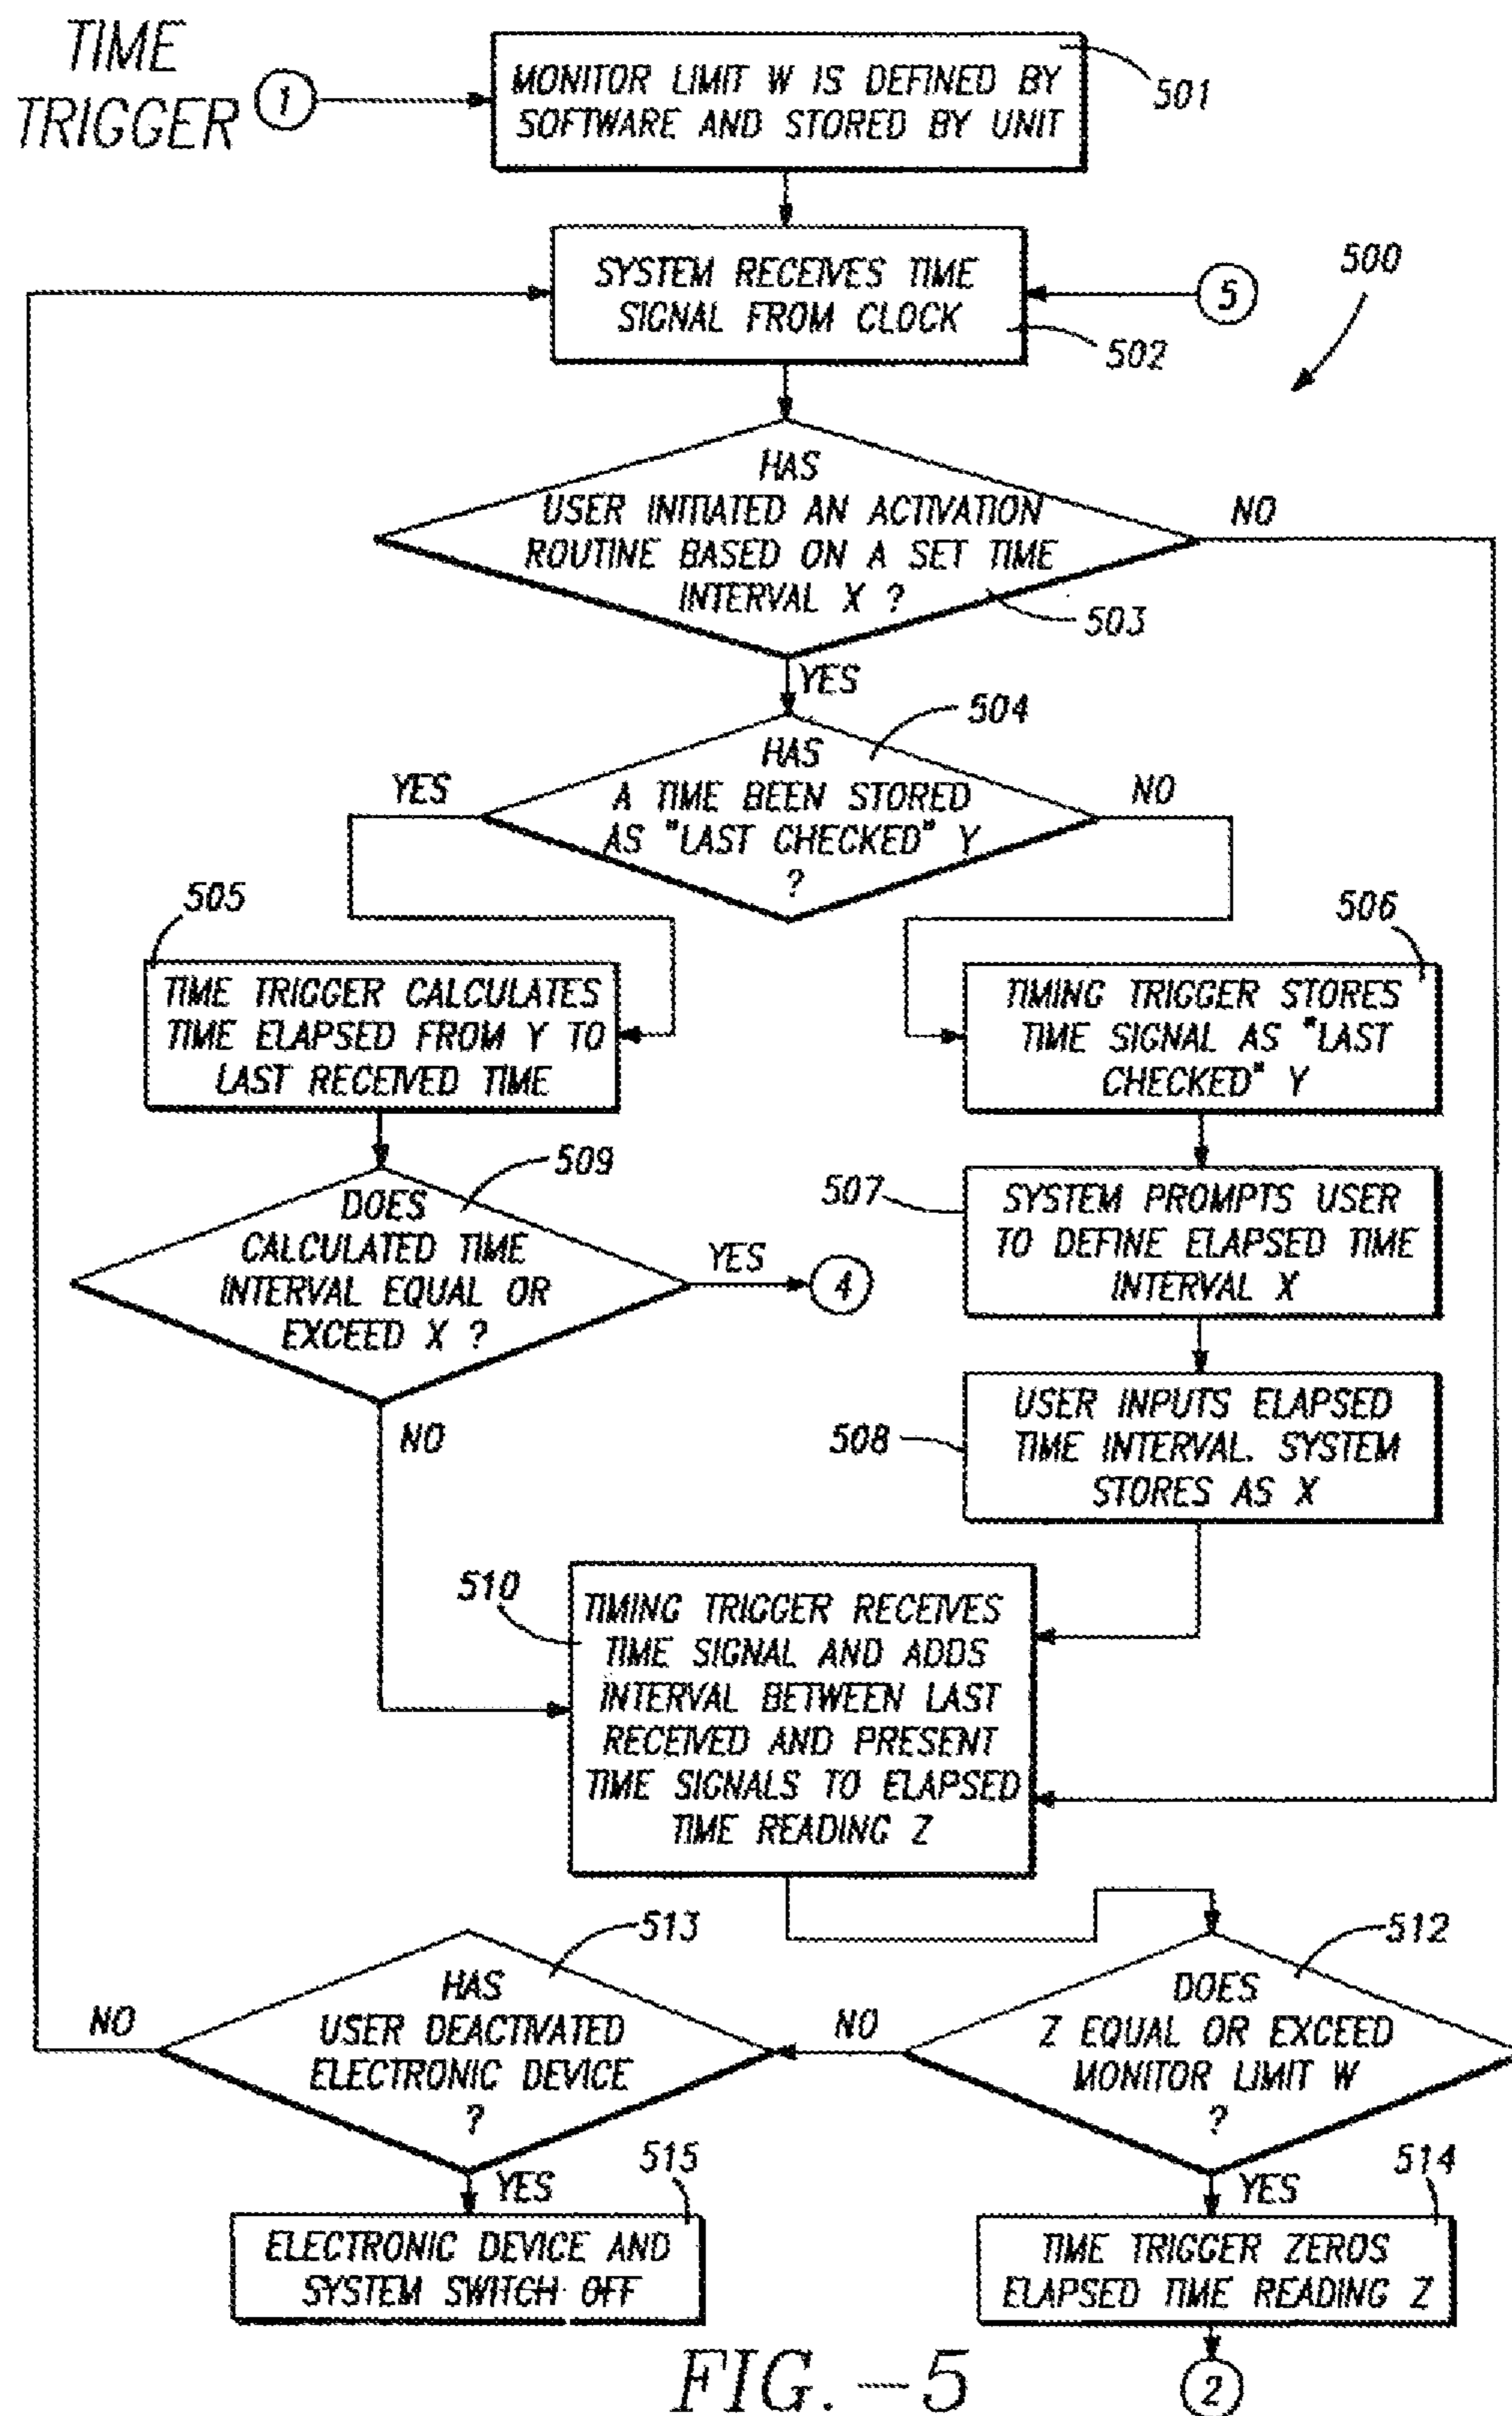 TIME
TRIGGER
1
MONITOR LIMIT W IS DEFINED BY
SOFTWARE AND STORED BY UNIT
501
SYSTEM RECEIVES TIME
SIGNAL FROM CLOCK
502
5
500
HAS
USER INITIATED AN ACTIVATION
ROUTINE BASED ON A SET TIME
INTERVAL X ?
503
NO
YES
504
HAS
A TIME BEEN STORED
AS "LAST CHECKED" Y
?
YES
NO
505
TIME TRIGGER CALCULATES
TIME ELAPSED FROM Y TO
LAST RECEIVED TIME
506
TIMING TRIGGER STORES
TIME SIGNAL AS "LAST
CHECKED" Y
509
DOES
CALCULATED TIME
INTERVAL EQUAL OR
EXCEED X ?
YES
4
NO
507
SYSTEM PROMPTS USER
TO DEFINE ELAPSED TIME
INTERVAL X
508
USER INPUTS ELAPSED
TIME INTERVAL. SYSTEM
STORES AS X
510
TIMING TRIGGER RECEIVES
TIME SIGNAL AND ADDS
INTERVAL BETWEEN LAST
RECEIVED AND PRESENT
TIME SIGNALS TO ELAPSED
TIME READING Z
513
HAS
USER DEACTIVATED
ELECTRONIC DEVICE
?
NO
NO
512
DOES
Z EQUAL OR EXCEED
MONITOR LIMIT W
?
YES
515
ELECTRONIC DEVICE AND
SYSTEM SWITCH OFF
YES
514
TIME TRIGGER ZEROS
ELAPSED TIME READING Z
2
FIG.-5